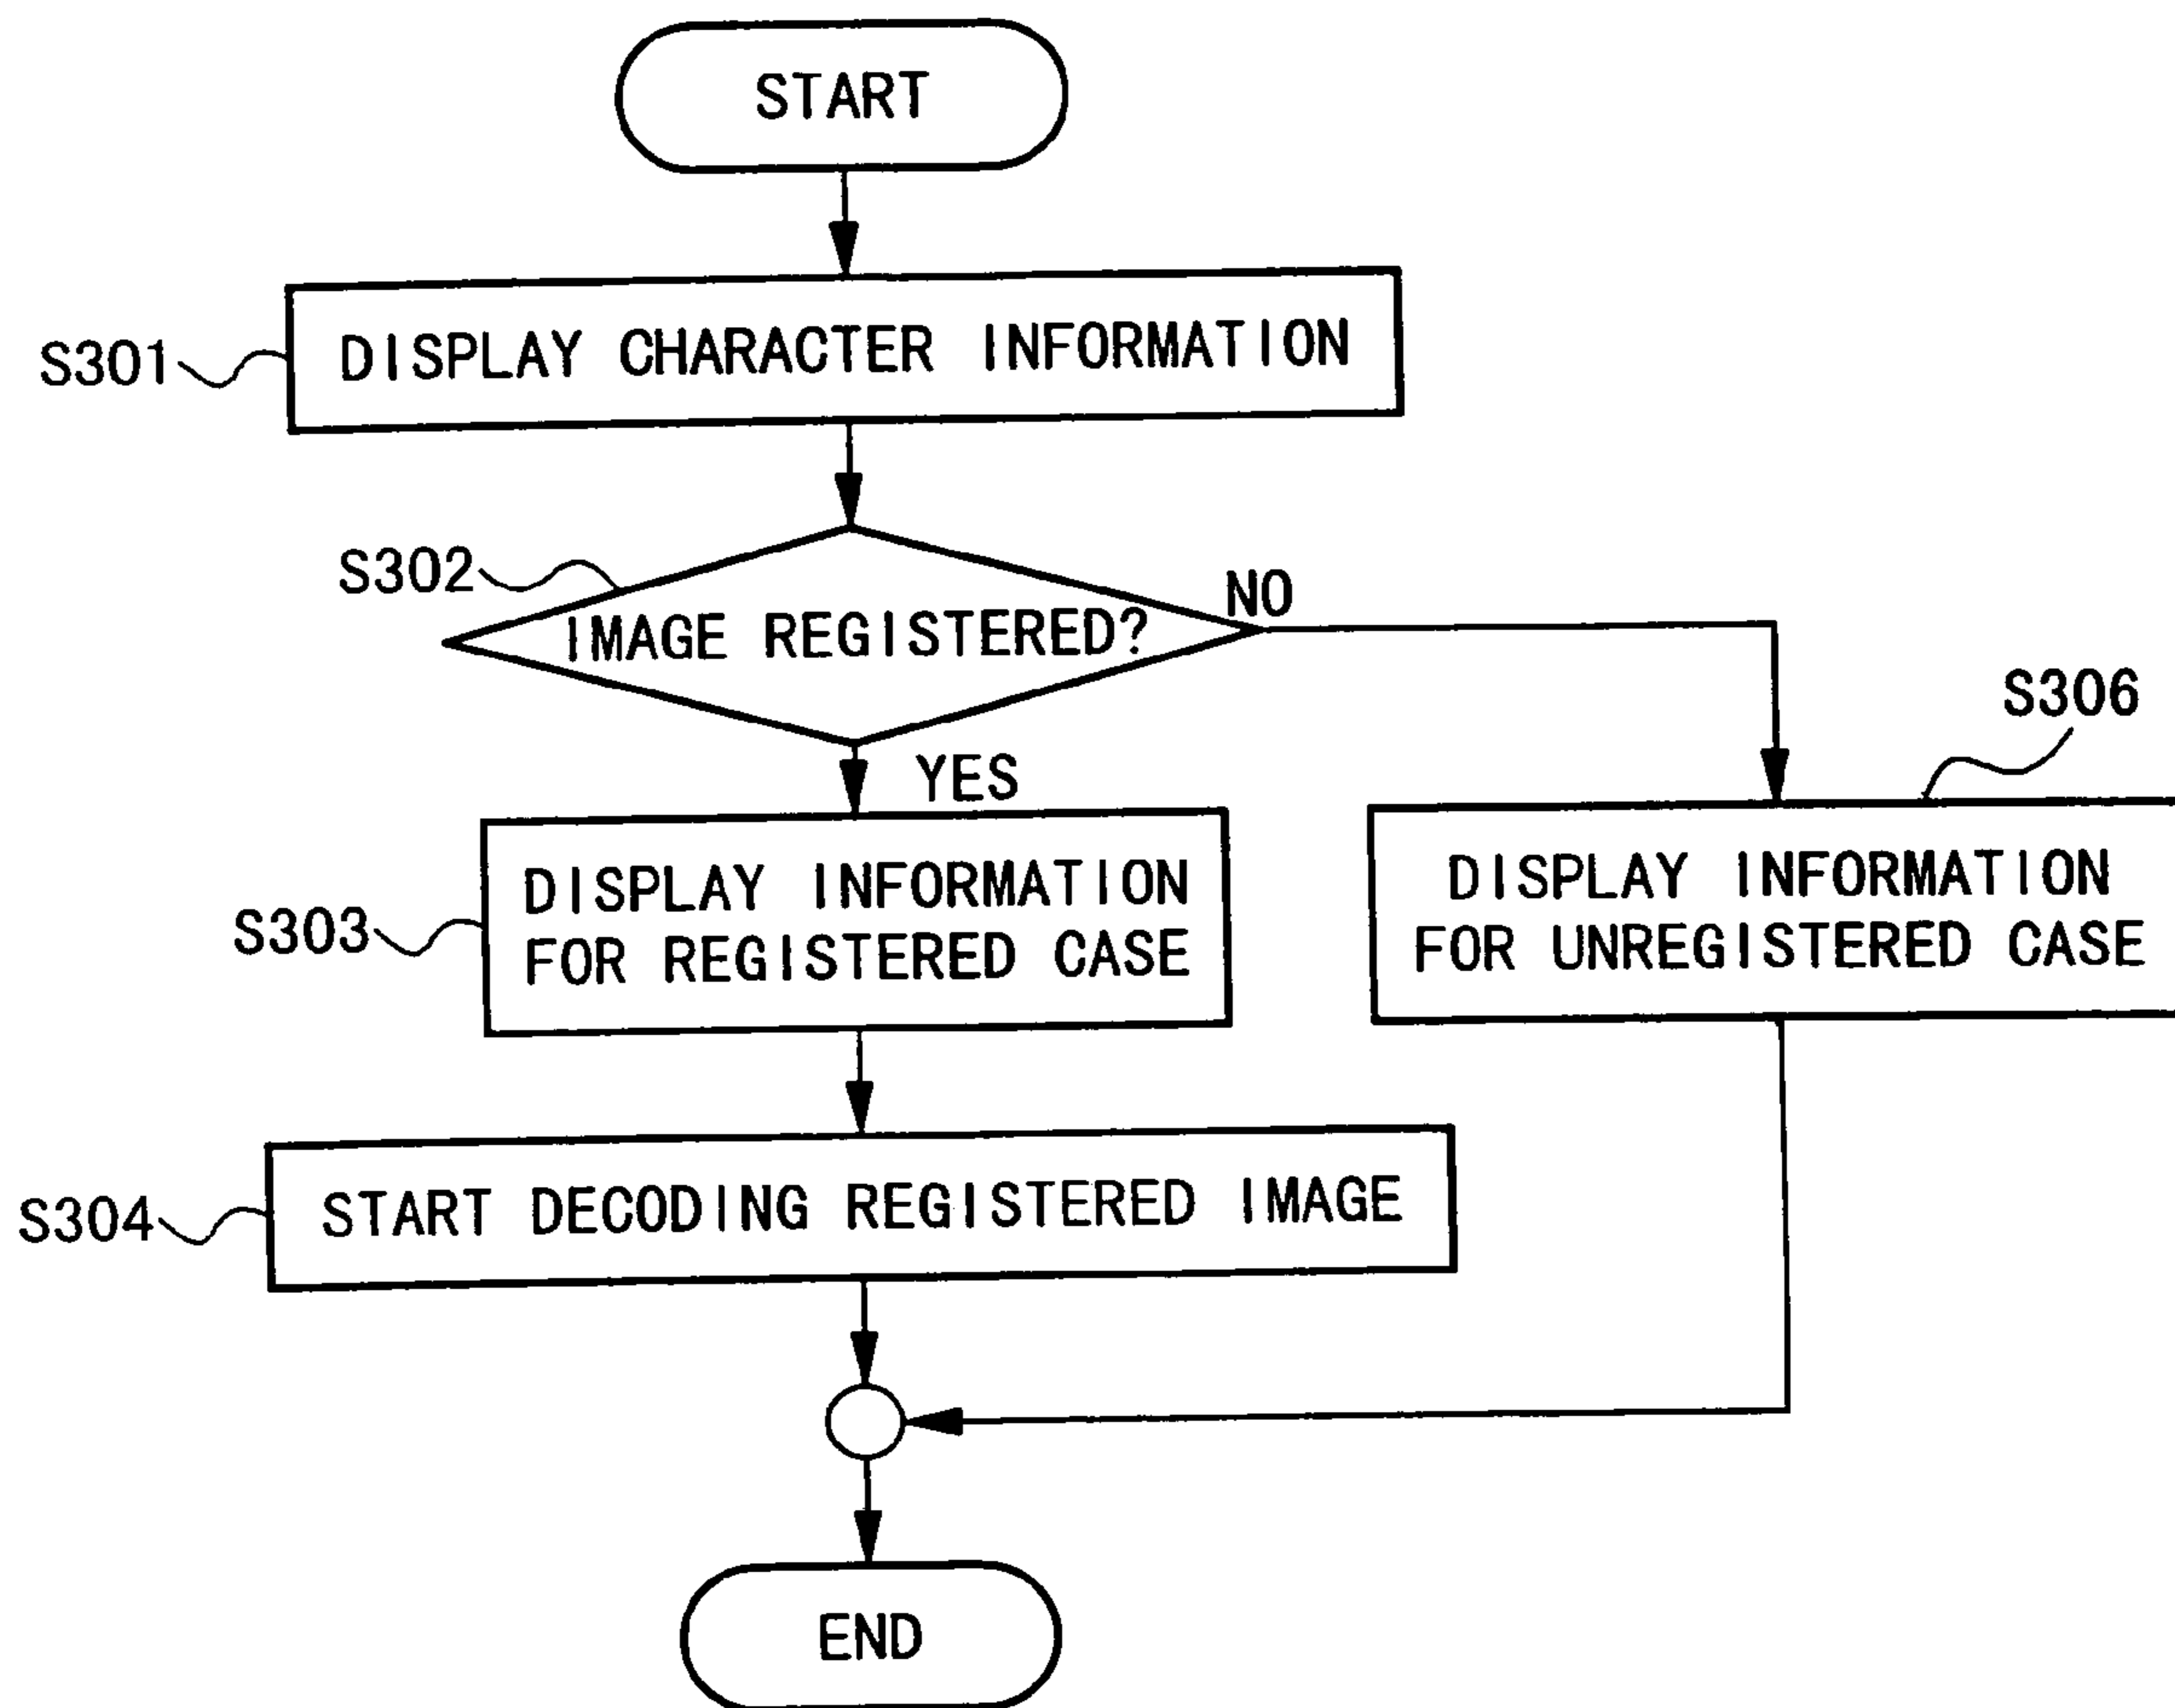 START
S301
DISPLAY CHARACTER INFORMATION
S302
IMAGE REGISTERED?
NO
YES
S306
S303
DISPLAY INFORMATION
FOR REGISTERED CASE
DISPLAY INFORMATION
FOR UNREGISTERED CASE
S304
START DECODING REGISTERED IMAGE
END